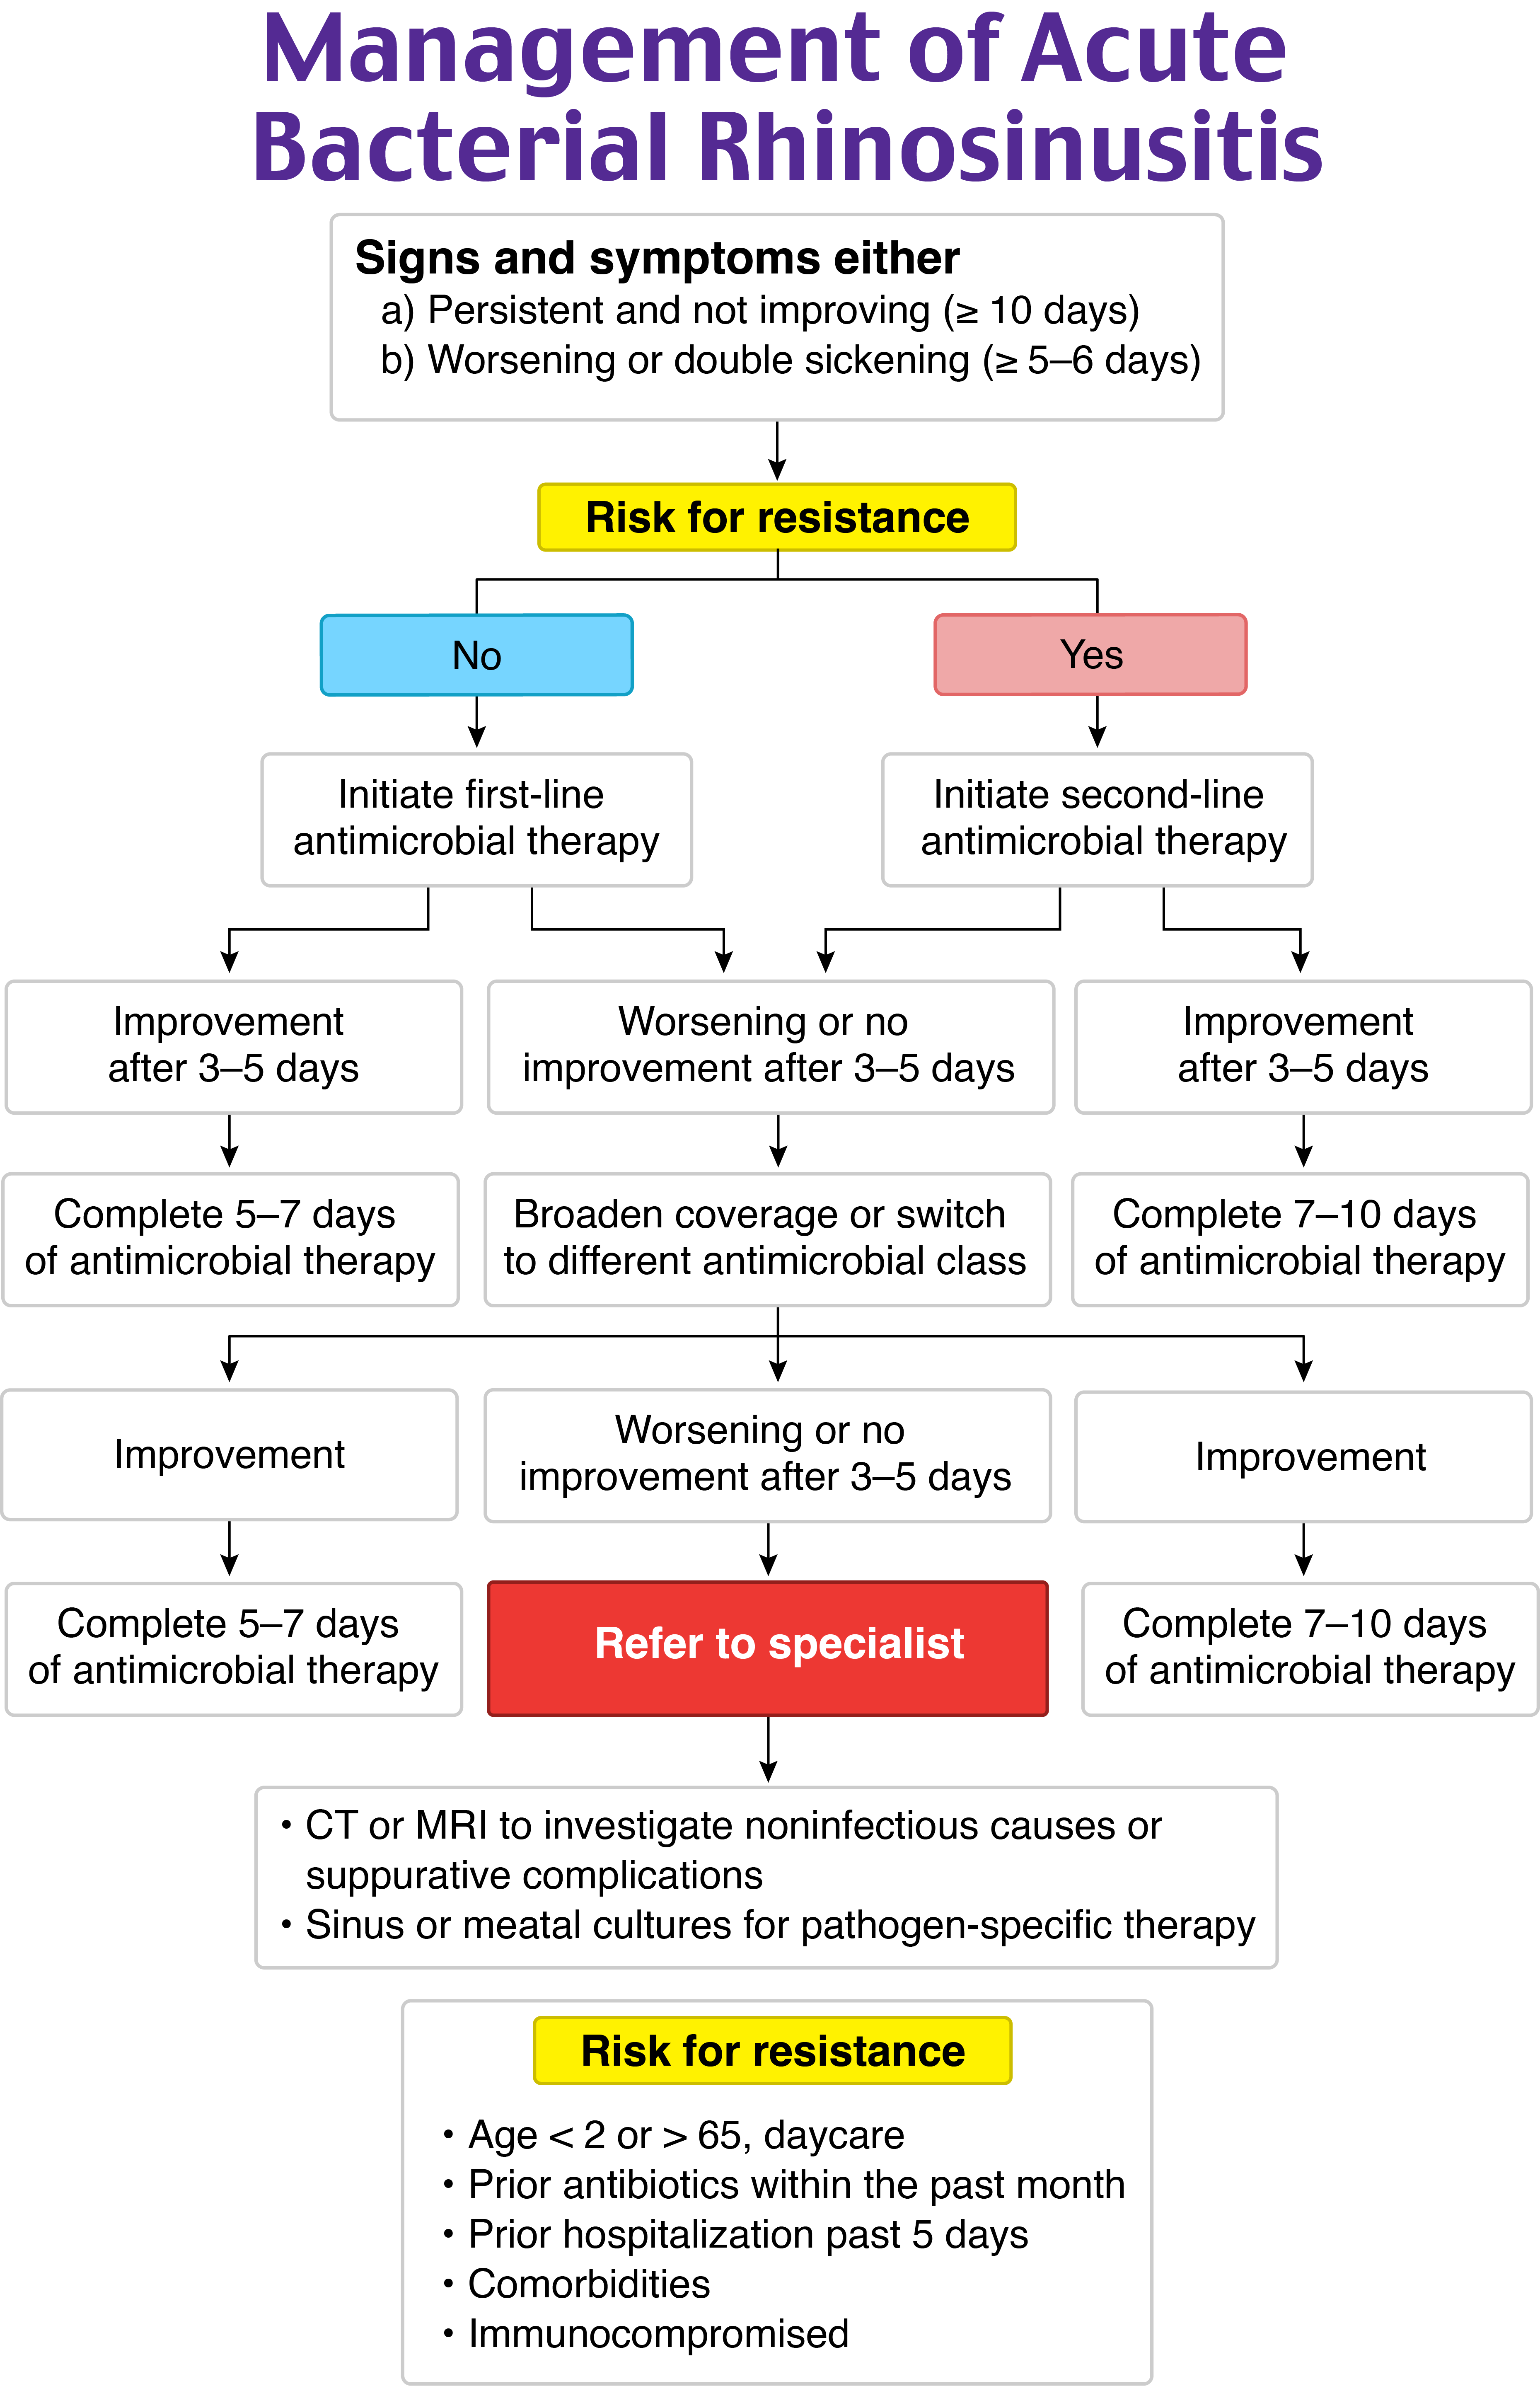 Management of Acute
Bacterial Rhinosinusitis
Signs and symptoms either
a) Persistent and not improving (≥ 10 days)
b) Worsening or double sickening (≥ 5–6 days)
Risk for resistance
No
Yes
Initiate first-line
antimicrobial therapy
Initiate second-line
antimicrobial therapy
Improvement
after 3–5 days
Worsening or no
improvement after 3–5 days
Improvement
after 3–5 days
Complete 5–7 days
of antimicrobial therapy
Broaden coverage or switch
to different antimicrobial class
Complete 7–10 days
of antimicrobial therapy
Improvement
Worsening or no
improvement after 3–5 days
Improvement
Complete 5–7 days
of antimicrobial therapy
Refer to specialist
Complete 7–10 days
of antimicrobial therapy
• CT or MRI to investigate noninfectious causes or
suppurative complications
• Sinus or meatal cultures for pathogen-specific therapy
Risk for resistance
• Age < 2 or > 65, daycare
• Prior antibiotics within the past month
• Prior hospitalization past 5 days
• Comorbidities
• Immunocompromised